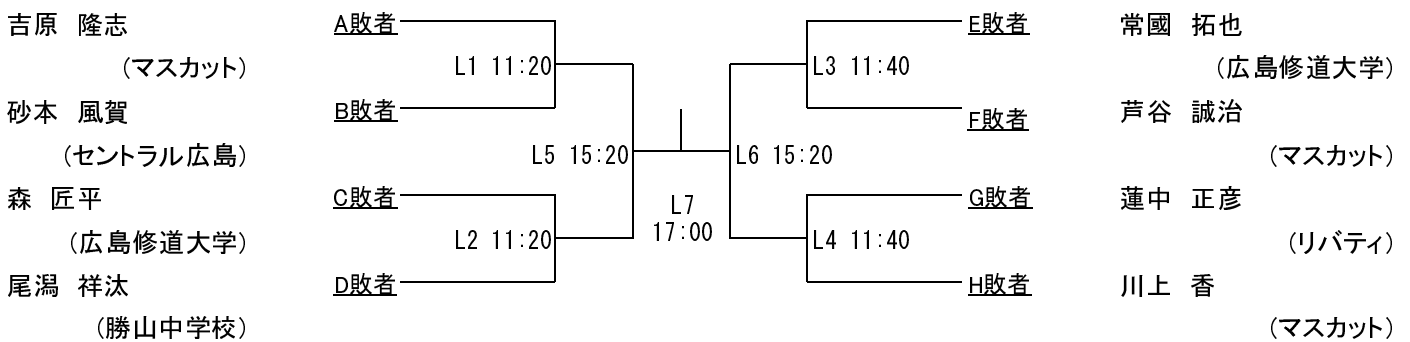 吉原 隆志 A敗者 E敗者 常國 拓也
(マスカット) L1 11:20 L3 11:40 (広島修道大学)
砂本 風賀 B敗者 F敗者 芦谷 誠治
(セントラル広島) L5 15:20 L6 15:20 (マスカット)
森 匠平 C敗者 L7 G敗者 蓮中 正彦
(広島修道大学) L2 11:20 17:00 L4 11:40 (リバティ)
尾潟 祥汰 D敗者 H敗者 川上 香
(勝山中学校) (マスカット)